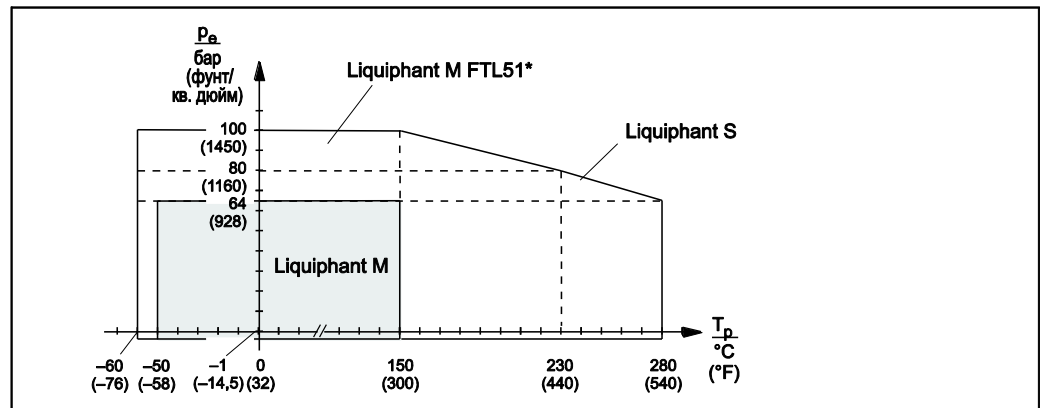 pₑ
бар
(фунт/
кв. дюйм)
Liquiphant M FTL51*
Liquiphant S
100
(1450)
80
(1160)
64
(928)
Liquiphant M
Tₚ
°C
(°F)
–60 –50 –1 0 150 230 280
(–76) (–58) (–14,5) (32) (300) (440) (540)